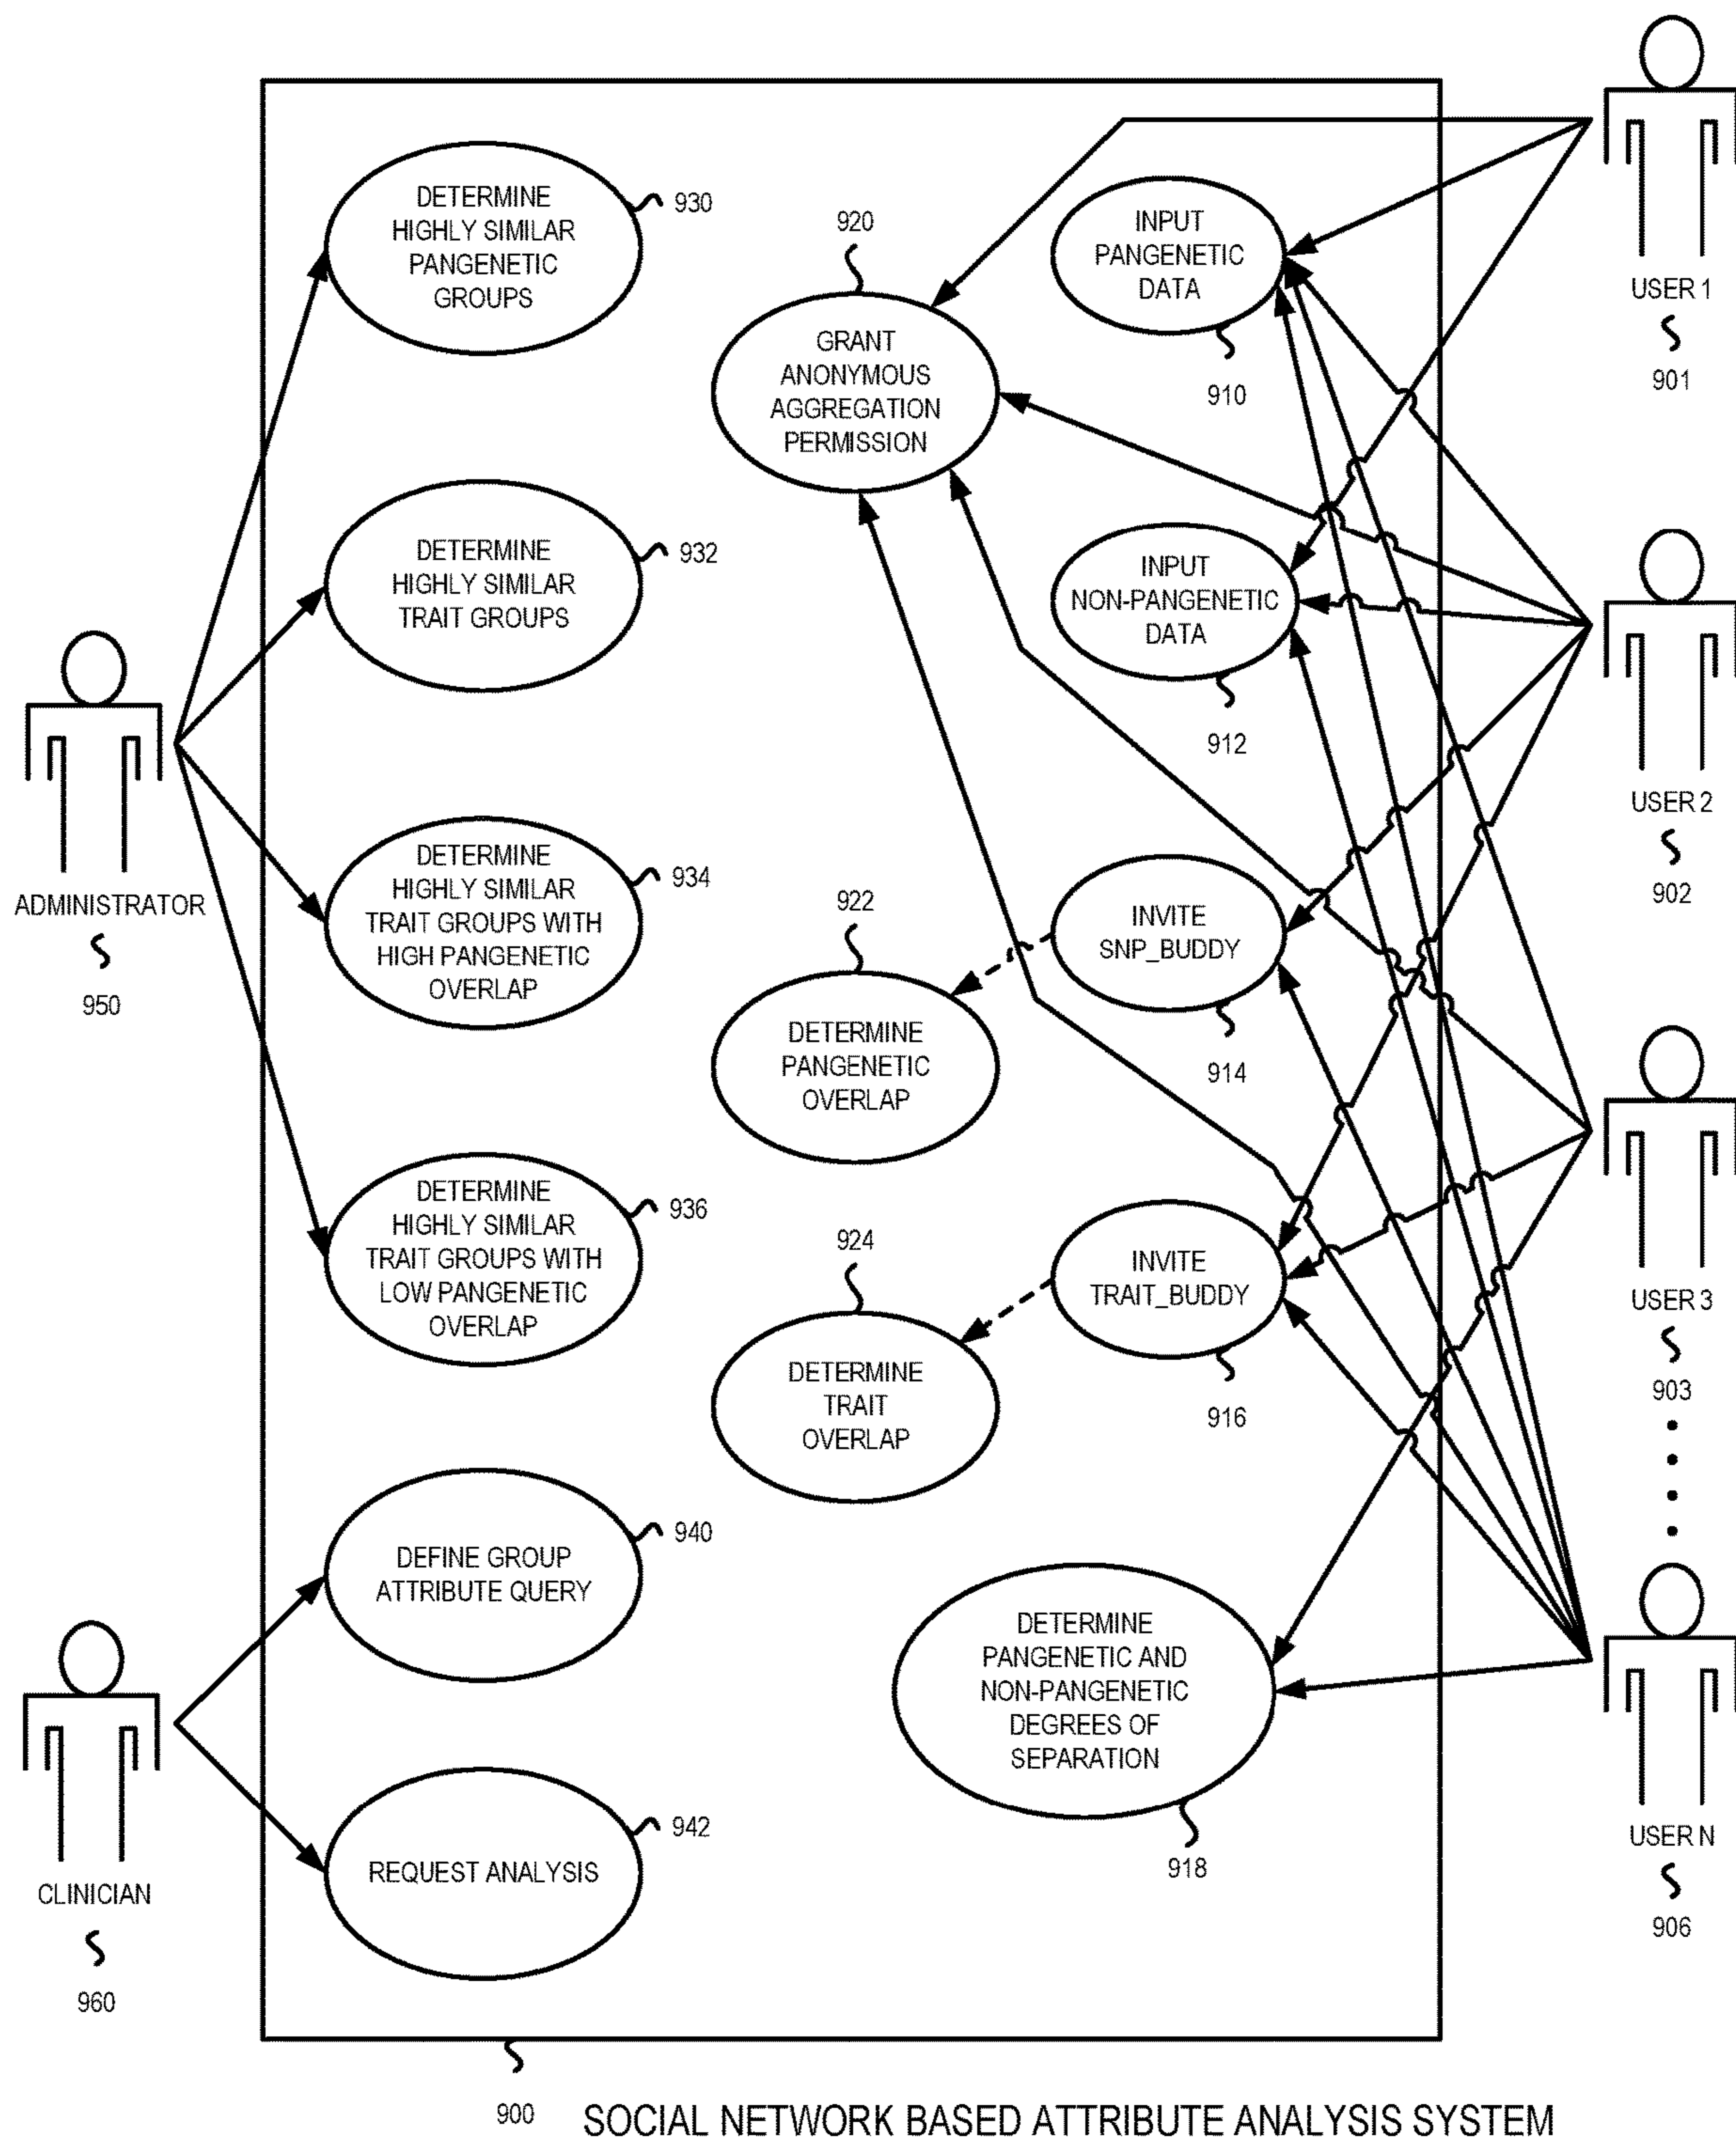 DETERMINE
HIGHLY SIMILAR
PANGENETIC
GROUPS
930
DETERMINE
HIGHLY SIMILAR
TRAIT GROUPS
932
DETERMINE
HIGHLY SIMILAR
TRAIT GROUPS WITH
HIGH PANGENETIC
OVERLAP
934
DETERMINE
HIGHLY SIMILAR
TRAIT GROUPS WITH
LOW PANGENETIC
OVERLAP
936
DEFINE GROUP
ATTRIBUTE QUERY
940
REQUEST ANALYSIS
942
ADMINISTRATOR
950
CLINICIAN
960
920
GRANT
ANONYMOUS
AGGREGATION
PERMISSION
922
DETERMINE
PANGENETIC
OVERLAP
924
DETERMINE
TRAIT
OVERLAP
INPUT
PANGENETIC
DATA
910
INPUT
NON-PANGENETIC
DATA
912
INVITE
SNP_BUDDY
914
INVITE
TRAIT_BUDDY
916
DETERMINE
PANGENETIC AND
NON-PANGENETIC
DEGREES OF
SEPARATION
918
USER 1
901
USER 2
902
USER 3
903
USER N
906
900
SOCIAL NETWORK BASED ATTRIBUTE ANALYSIS SYSTEM